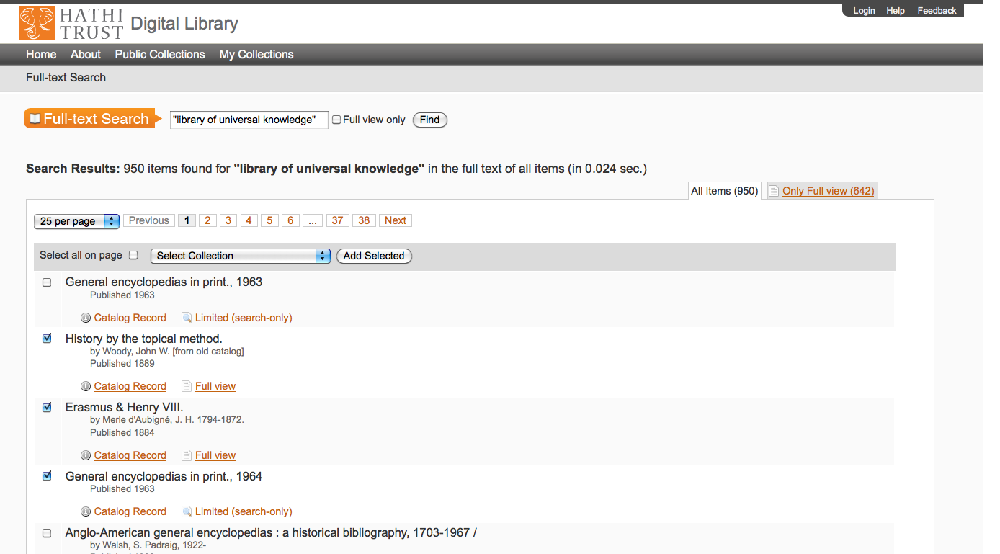 Login Help Feedback
HATHI
TRUST
Digital Library
Home About Public Collections My Collections
Full-text Search
Full-text Search "library of universal knowledge" Full view only Find
Search Results: 950 items found for "library of universal knowledge" in the full text of all items (in 0.024 sec.)
All Items (950) Only Full view (642)
25 per page Previous 1 2 3 4 5 6 ... 37 38 Next
Select all on page Select Collection Add Selected
General encyclopedias in print., 1963
Published 1963
Catalog Record Limited (search-only)
History by the topical method.
by Woody, John W. [from old catalog]
Published 1889
Catalog Record Full view
Erasmus & Henry VIII.
by Merle d'Aubigné, J. H. 1794-1872.
Published 1884
Catalog Record Full view
General encyclopedias in print., 1964
Published 1963
Catalog Record Limited (search-only)
Anglo-American general encyclopedias : a historical bibliography, 1703-1967 /
by Walsh, S. Padraig, 1922-